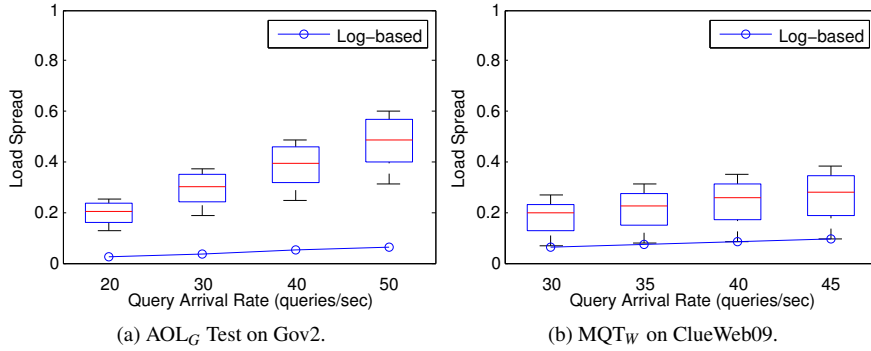 1
0.8
0.6
0.4
0.2
0
Load Spread
Log−based
20 30 40 50
Query Arrival Rate (queries/sec)
(a) AOL_G Test on Gov2.
1
0.8
0.6
0.4
0.2
0
Load Spread
Log−based
30 35 40 45
Query Arrival Rate (queries/sec)
(b) MQT_W on ClueWeb09.